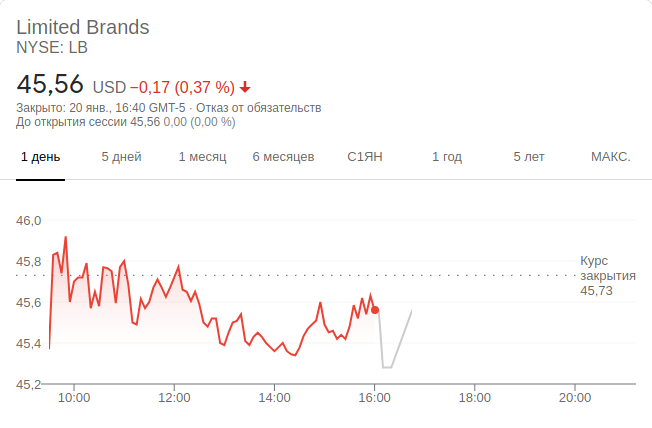 Limited Brands
NYSE: LB
45,56 USD −0,17 (0,37 %)
Закрыто: 20 янв., 16:40 GMT-5 · Отказ от обязательств
До открытия сессии 45,56 0,00 (0,00 %)
1 день 5 дней 1 месяц 6 месяцев С1ЯН 1 год 5 лет МАКС.
46,0
45,8
Курс
закрытия
45,73
45,6
45,4
45,2
10:00 12:00 14:00 16:00 18:00 20:00